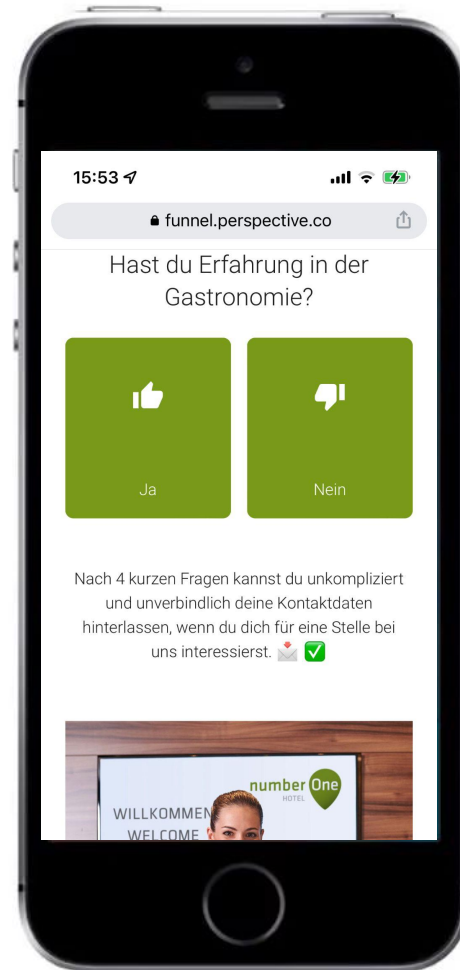 15:53
funnel.perspective.co
Hast du Erfahrung in der
Gastronomie?
Ja
Nein
Nach 4 kurzen Fragen kannst du unkompliziert
und unverbindlich deine Kontaktdaten
hinterlassen, wenn du dich für eine Stelle bei
uns interessierst. 📩 ✅
number One
HOTEL
WILLKOMMEN
WELCOME